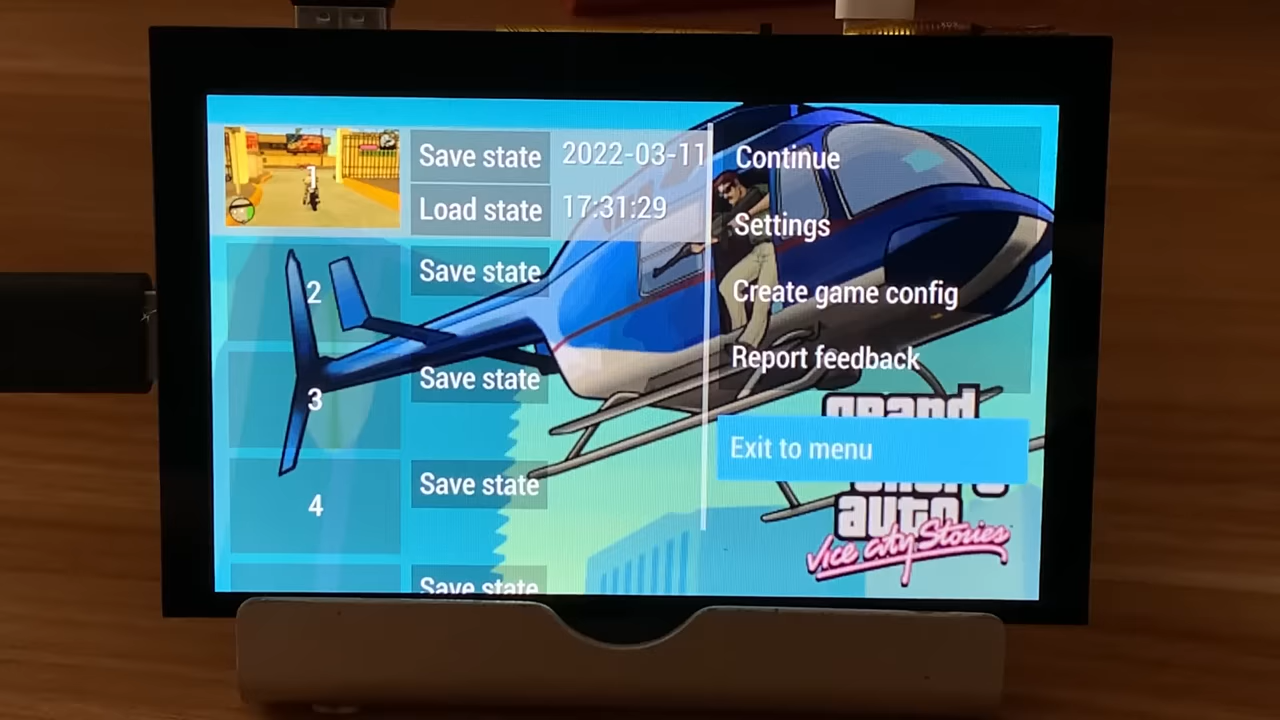 1
Save state
2022-03-11
Load state
17:31:29
2
Save state
3
Save state
4
Save state
Save state
Continue
Settings
Create game config
Report feedback
Exit to menu
grand
auto
Vice City Stories